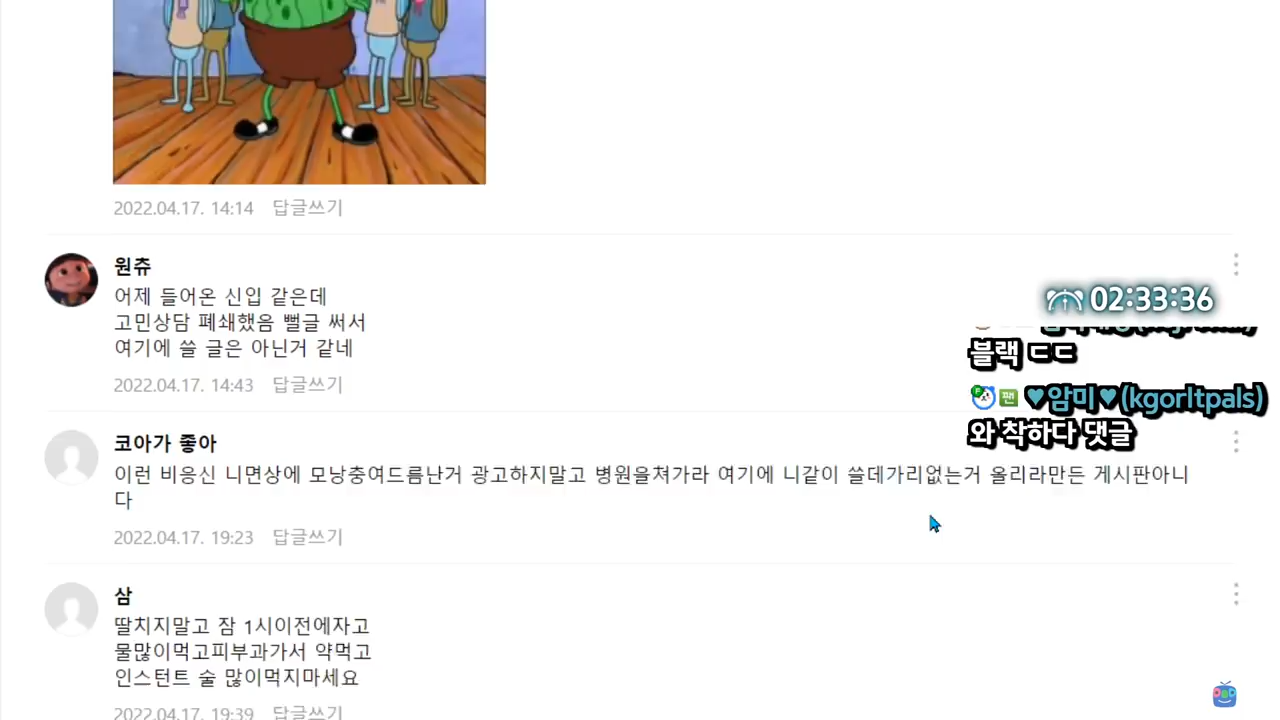 2022.04.17. 14:14 답글쓰기
원츄
어제 들어온 신입 같은데
고민상담 폐쇄했음 뻘글 써서
여기에 쓸 글은 아닌거 같네
2022.04.17. 14:43 답글쓰기
02:33:36
블랙 ㄷㄷ
♥암미♥(kgorltpals)
와 착하다 댓글
코아가 좋아
이런 비응신 니면상에 모낭충여드름난거 광고하지말고 병원을쳐가라 여기에 니같이 쓸데가리없는거 올리라만든 게시판아니
다
2022.04.17. 19:23 답글쓰기
삼
딸치지말고 잠 1시이전에자고
물많이먹고피부과가서 약먹고
인스턴트 술 많이먹지마세요
2022.04.17. 19:39 답글쓰기